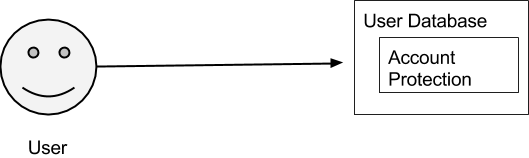 User Database
Account
Protection
User